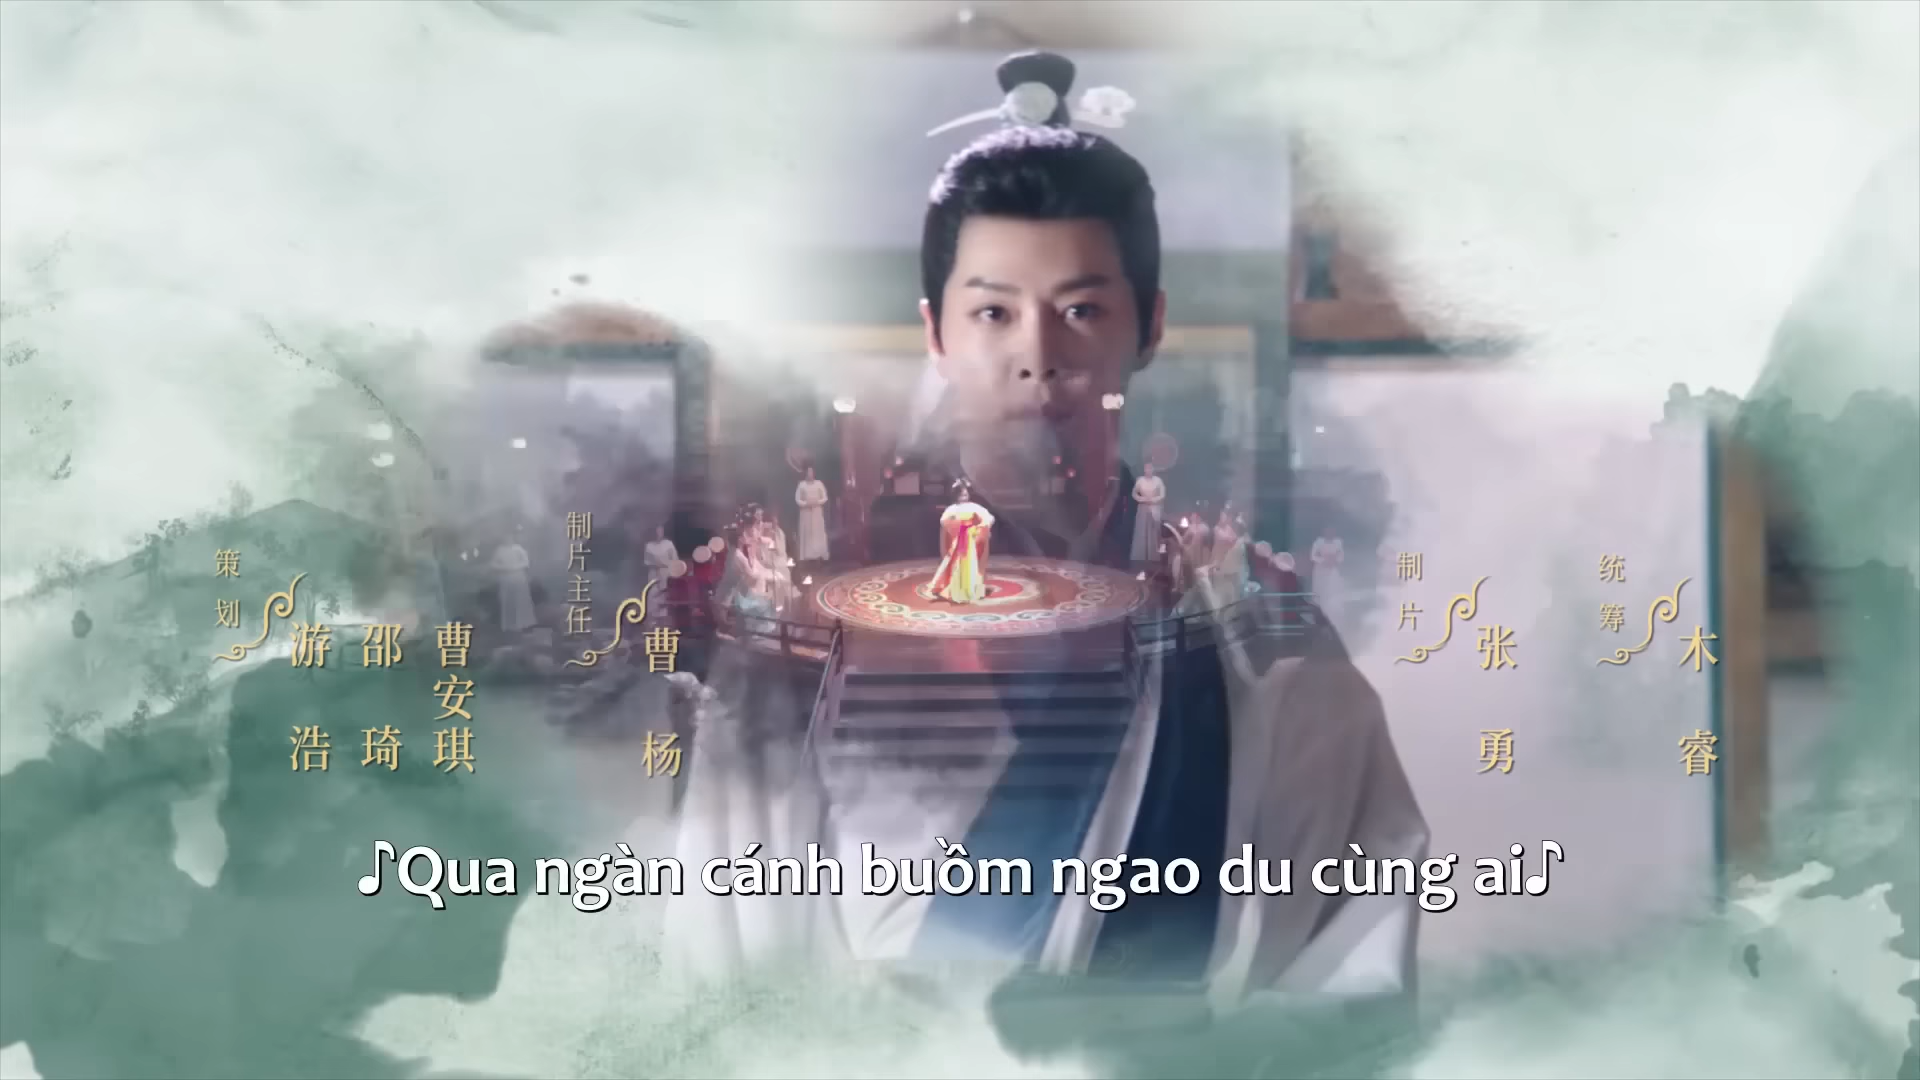 策划
游浩
邵琦
曹安琪
制片主任
曹杨
制片
张勇
统筹
木睿
♪Qua ngàn cánh buồm ngao du cùng ai♪